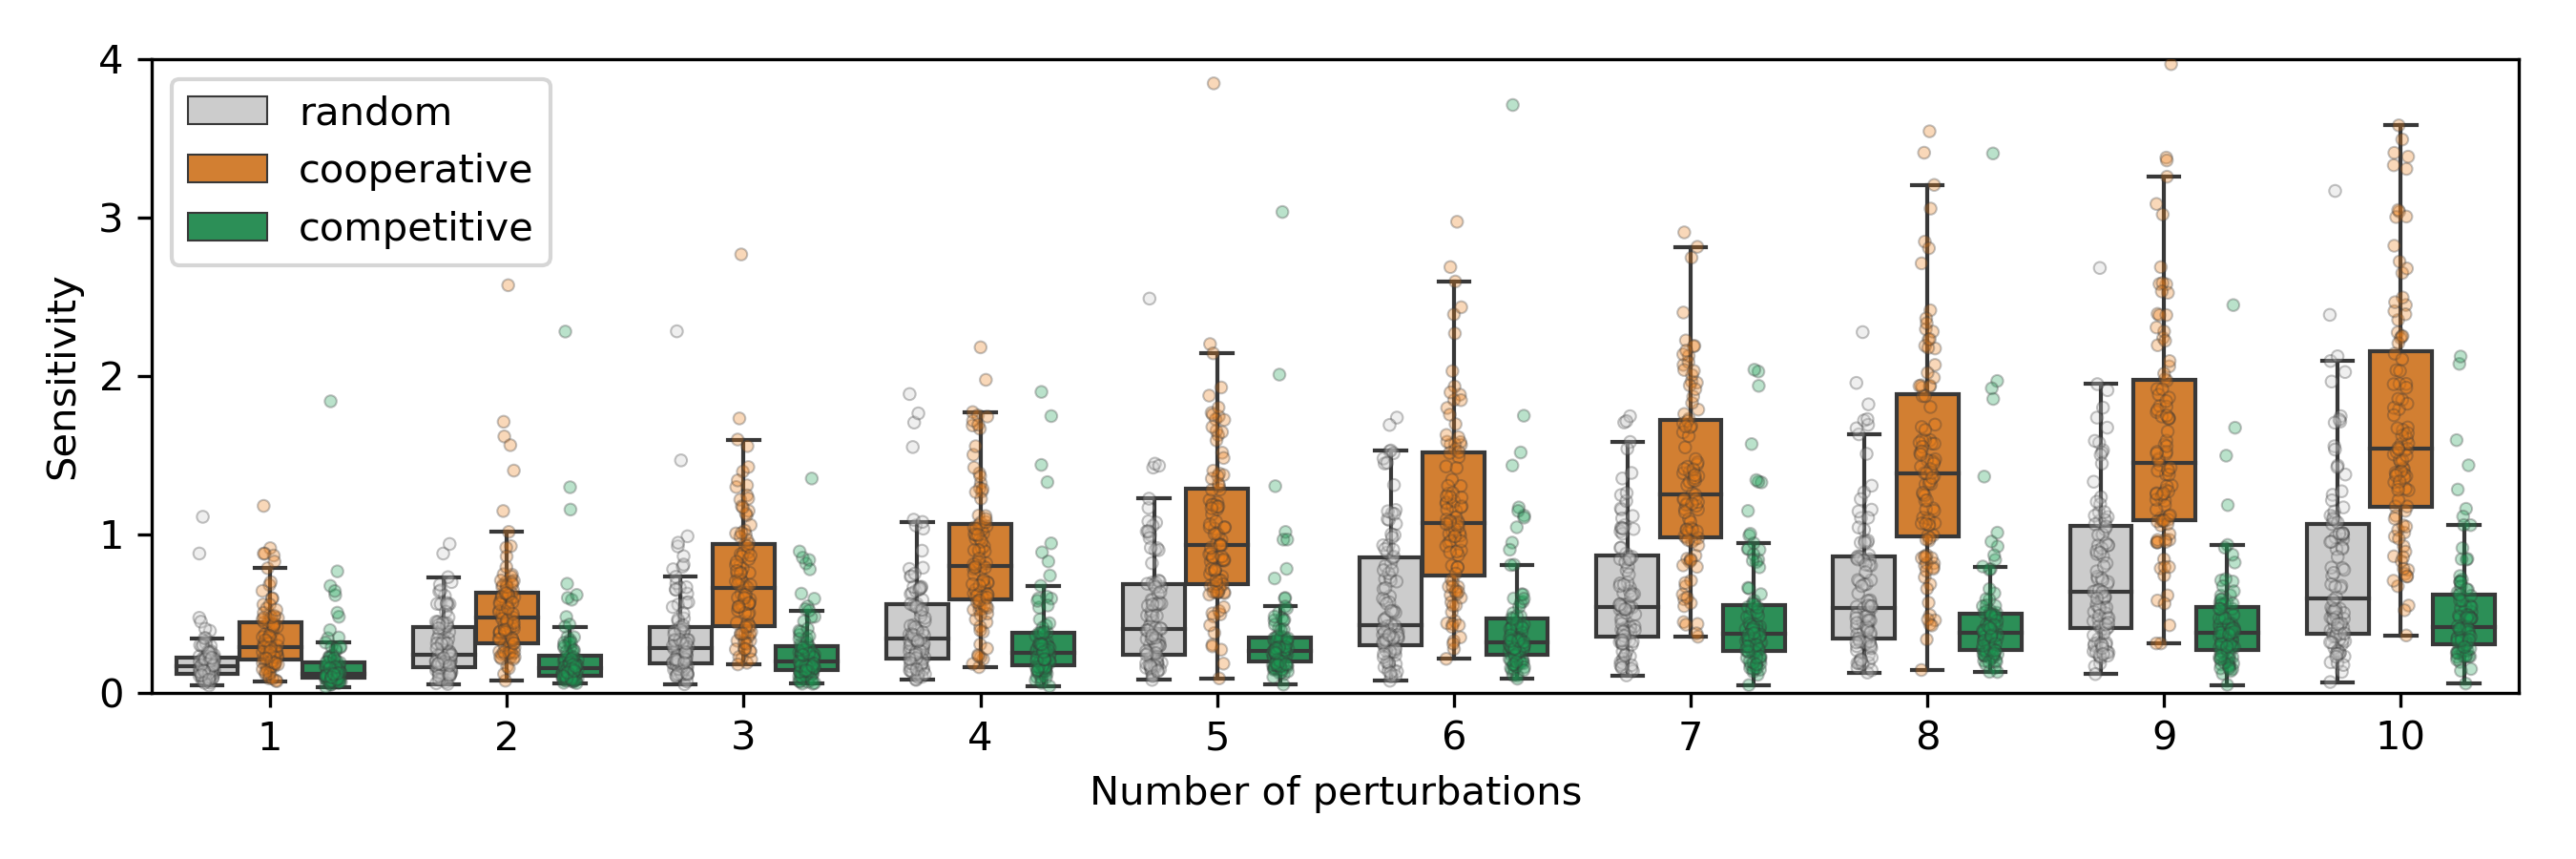 4
3
2
1
0
Sensitivity
random
cooperative
competitive
1 2 3 4 5 6 7 8 9 10
Number of perturbations